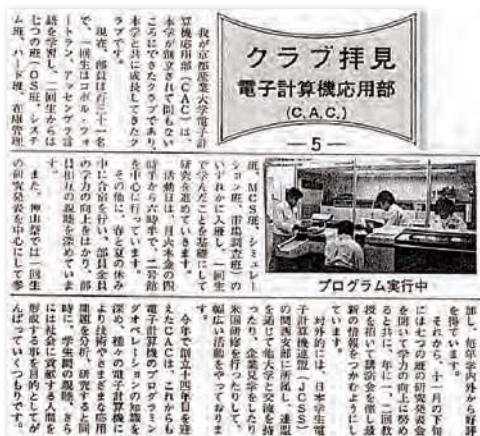 クラブ拝見
電子計算機応用部
(C.A.C.)
—5—
我が京都産業大学電子計
算機応用部(CAC)は、
本学が創立されて間もない
ころにできたクラブであり、
本学と共に成長してきたク
ラブです。
現在、部員は百三十一名
で、一回生はコボル・フォ
ートラン、アッセンブラ言
語を学習し、二回生からは
七つの班(OS班、システ
ム班、ハード班、在庫管理
班、MCS班、シミュレー
ション班、市場調査班)の
いずれかに入班し、一回生
で学んだことを基礎にして
研究を進めていきます。
活動日は、月火木金の四
時半から六時半で、二号館
を中心に行っています。
その他に、春と夏の休み
中に合宿を行い、部員全員
の学力の向上をはかり、部
員相互の親睦を深めていま
す。
また、神山祭では一回生
の研究発表を中心にして参
プログラム実行中
加し、毎年学内外から好評
を得ています。
それから、十一月の下旬
には七つの班の研究発表会
を開いて学力の向上に努め
ると共に、年に一、二回教
授を招いて講演会を催し最
新の情報をつかむようにし
ています。
対外的には、日本学生電
子計算機連盟(JCSS)
の関西支部に所属し、連盟
を通じて他大学と交流を持
ったり、企業見学をしたり
米国研修を行ったりして、
幅広い活動をやっておりま
す。
今年で創立十四年目を迎
えたCACは、これからも
電子計算機のプログラミン
グオペレーションの知識を
深め、種々の電子計算機に
より技術やさまざまな応用
問題を分析、研究すると同
時に、学生間の親睦、さら
には社会に貢献する人間を
形成する事を目的としてが
んばっていくつもりです。